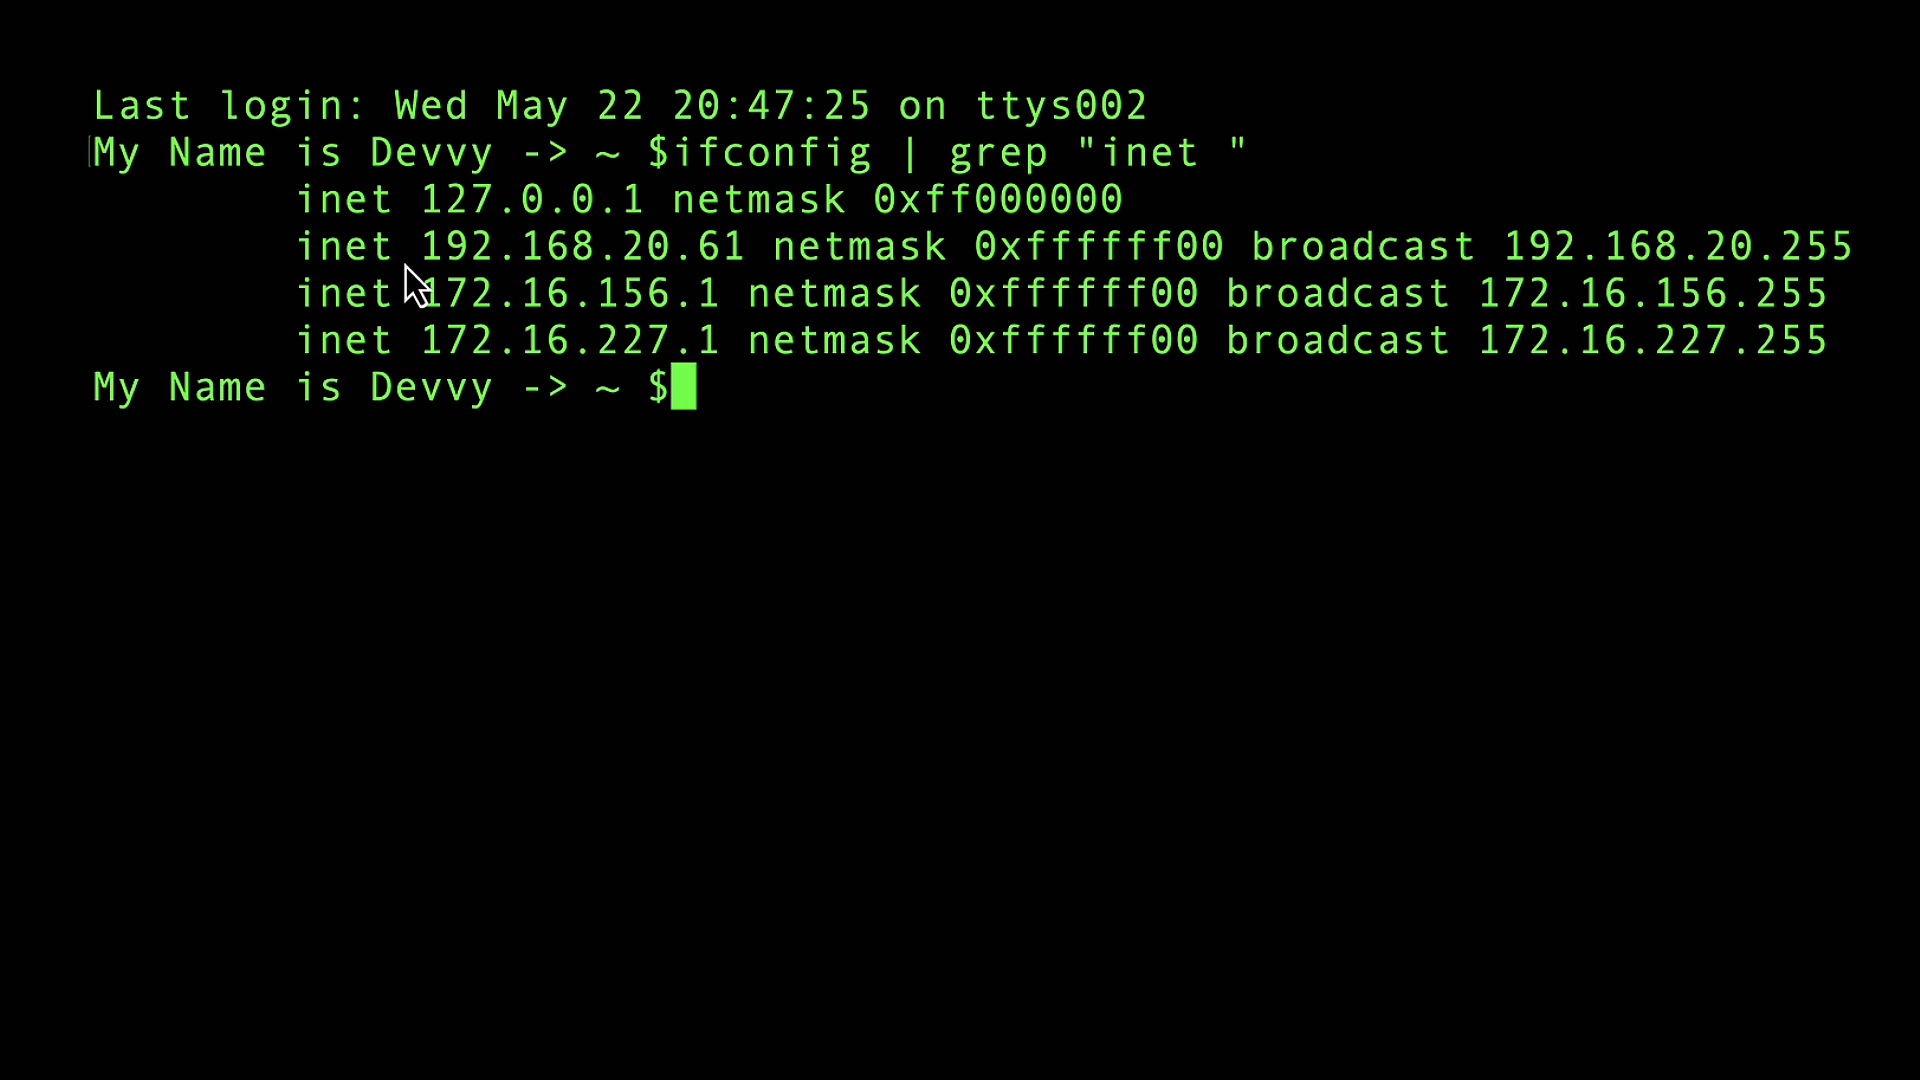 Last login: Wed May 22 20:47:25 on ttys002
My Name is Devvy -> ~ $ifconfig | grep "inet "
inet 127.0.0.1 netmask 0xff000000
inet 192.168.20.61 netmask 0xffffff00 broadcast 192.168.20.255
inet 172.16.156.1 netmask 0xffffff00 broadcast 172.16.156.255
inet 172.16.227.1 netmask 0xffffff00 broadcast 172.16.227.255
My Name is Devvy -> ~ $